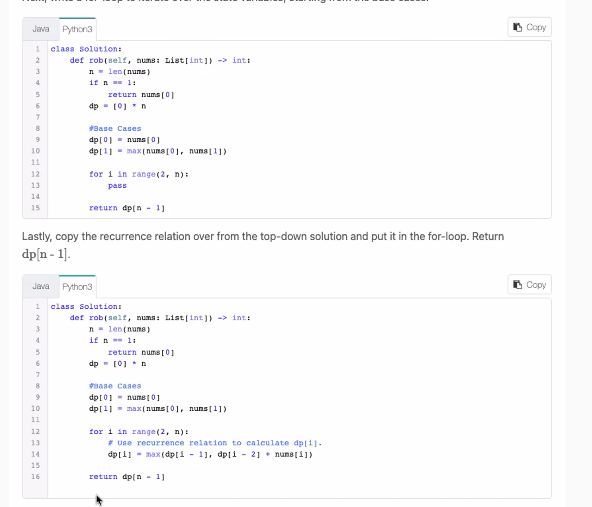 Java
Python3
Copy
1 class Solution:
2 def rob(self, nums: List[int]) -> int:
3 n = len(nums)
4 if n == 1:
5 return nums[0]
6 dp = [0] * n
7
8 #Base Cases
9 dp[0] = nums[0]
10 dp[1] = max(nums[0], nums[1])
11
12 for i in range(2, n):
13 pass
14
15 return dp[n - 1]
Lastly, copy the recurrence relation over from the top-down solution and put it in the for-loop. Return
dp[n - 1].
Java
Python3
Copy
1 class Solution:
2 def rob(self, nums: List[int]) -> int:
3 n = len(nums)
4 if n == 1:
5 return nums[0]
6 dp = [0] * n
7
8 #Base Cases
9 dp[0] = nums[0]
10 dp[1] = max(nums[0], nums[1])
11
12 for i in range(2, n):
13 # Use recurrence relation to calculate dp[i].
14 dp[i] = max(dp[i - 1], dp[i - 2] + nums[i])
15
16 return dp[n - 1]